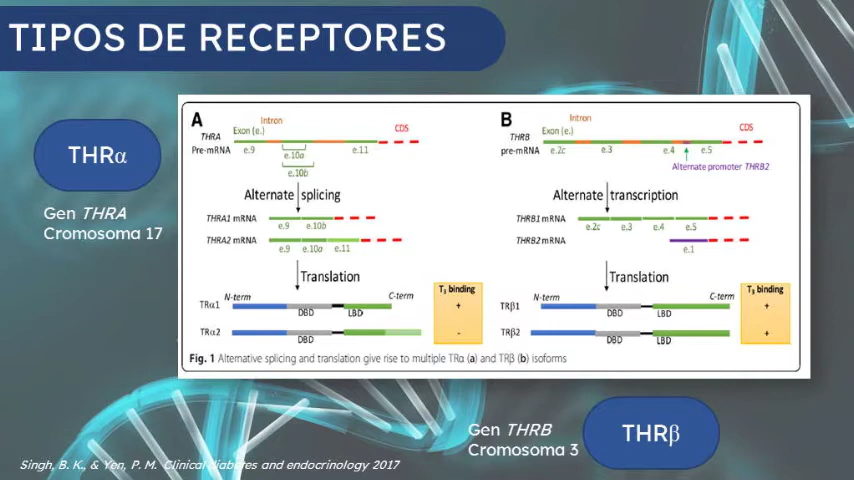 TIPOS DE RECEPTORES
THRα
Gen THRA
Cromosoma 17
A
Intron
Exon (e.)
CDS
THRA
Pre-mRNA
e.9
e.10a
e.11
e.10b
Alternate splicing
THRA1 mRNA
e.9 e.10b
THRA2 mRNA
e.9 e.10a e.11
Translation
N-term
C-term
T3 binding
TRα1
DBD
LBD
+
TRα2
DBD
-
B
Intron
Exon (e.)
CDS
THRB
pre-mRNA
e.2c e.3 e.4 e.5
Alternate promoter THRB2
Alternate transcription
THRB1 mRNA
e.2c e.3 e.4 e.5
THRB2 mRNA
e.1
Translation
N-term
C-term
T3 binding
TRβ1
DBD
LBD
+
TRβ2
DBD
LBD
+
Fig. 1 Alternative splicing and translation give rise to multiple TRα (a) and TRβ (b) isoforms
Gen THRB
Cromosoma 3
THRβ
Singh, B. K., & Yen, P. M. Clinical diabetes and endocrinology 2017